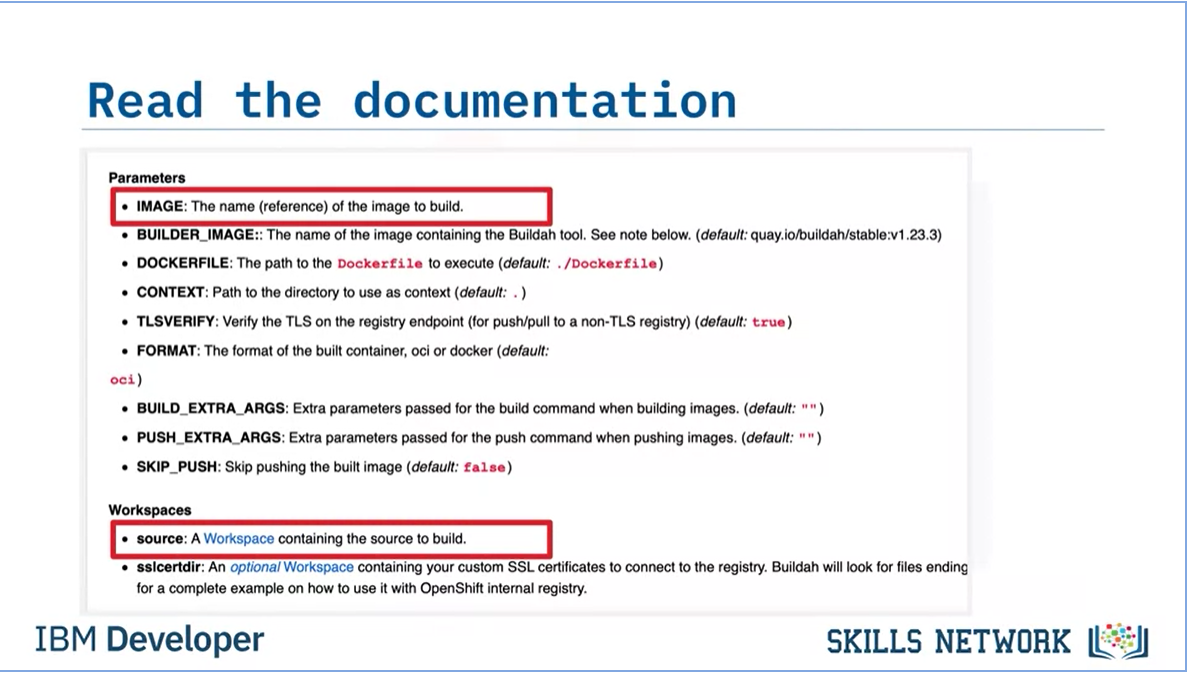 Read the documentation
Parameters
• IMAGE: The name (reference) of the image to build.
• BUILDER_IMAGE:: The name of the image containing the Buildah tool. See note below. (default: quay.io/buildah/stable:v1.23.3)
• DOCKERFILE: The path to the Dockerfile to execute (default: ./Dockerfile)
• CONTEXT: Path to the directory to use as context (default: .)
• TLSVERIFY: Verify the TLS on the registry endpoint (for push/pull to a non-TLS registry) (default: true)
• FORMAT: The format of the built container, oci or docker (default:
oci)
• BUILD_EXTRA_ARGS: Extra parameters passed for the build command when building images. (default: "")
• PUSH_EXTRA_ARGS: Extra parameters passed for the push command when pushing images. (default: "")
• SKIP_PUSH: Skip pushing the built image (default: false)
Workspaces
• source: A Workspace containing the source to build.
• sslcertdir: An optional Workspace containing your custom SSL certificates to connect to the registry. Buildah will look for files ending
for a complete example on how to use it with OpenShift internal registry.
IBM Developer
SKILLS NETWORK